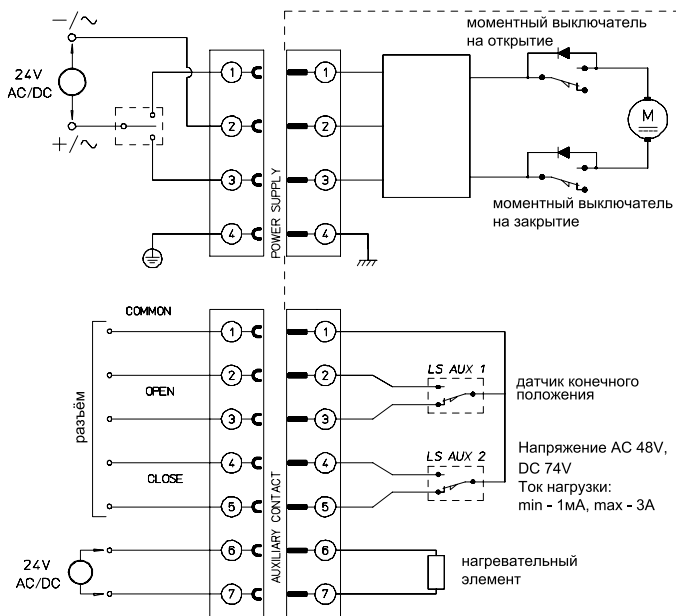 моментный выключатель
на открытие
−/~
24V
AC/DC
+/~
1
2
3
4
POWER SUPPLY
1
2
3
4
M
моментный выключатель
на закрытие
COMMON
OPEN
CLOSE
разъём
1
2
3
4
5
6
7
AUXILIARY CONTACT
1
2
3
4
5
6
7
LS AUX 1
датчик конечного
положения
LS AUX 2
Напряжение AC 48V,
DC 74V
Ток нагрузки:
min - 1мА, max - 3А
24V
AC/DC
нагревательный
элемент